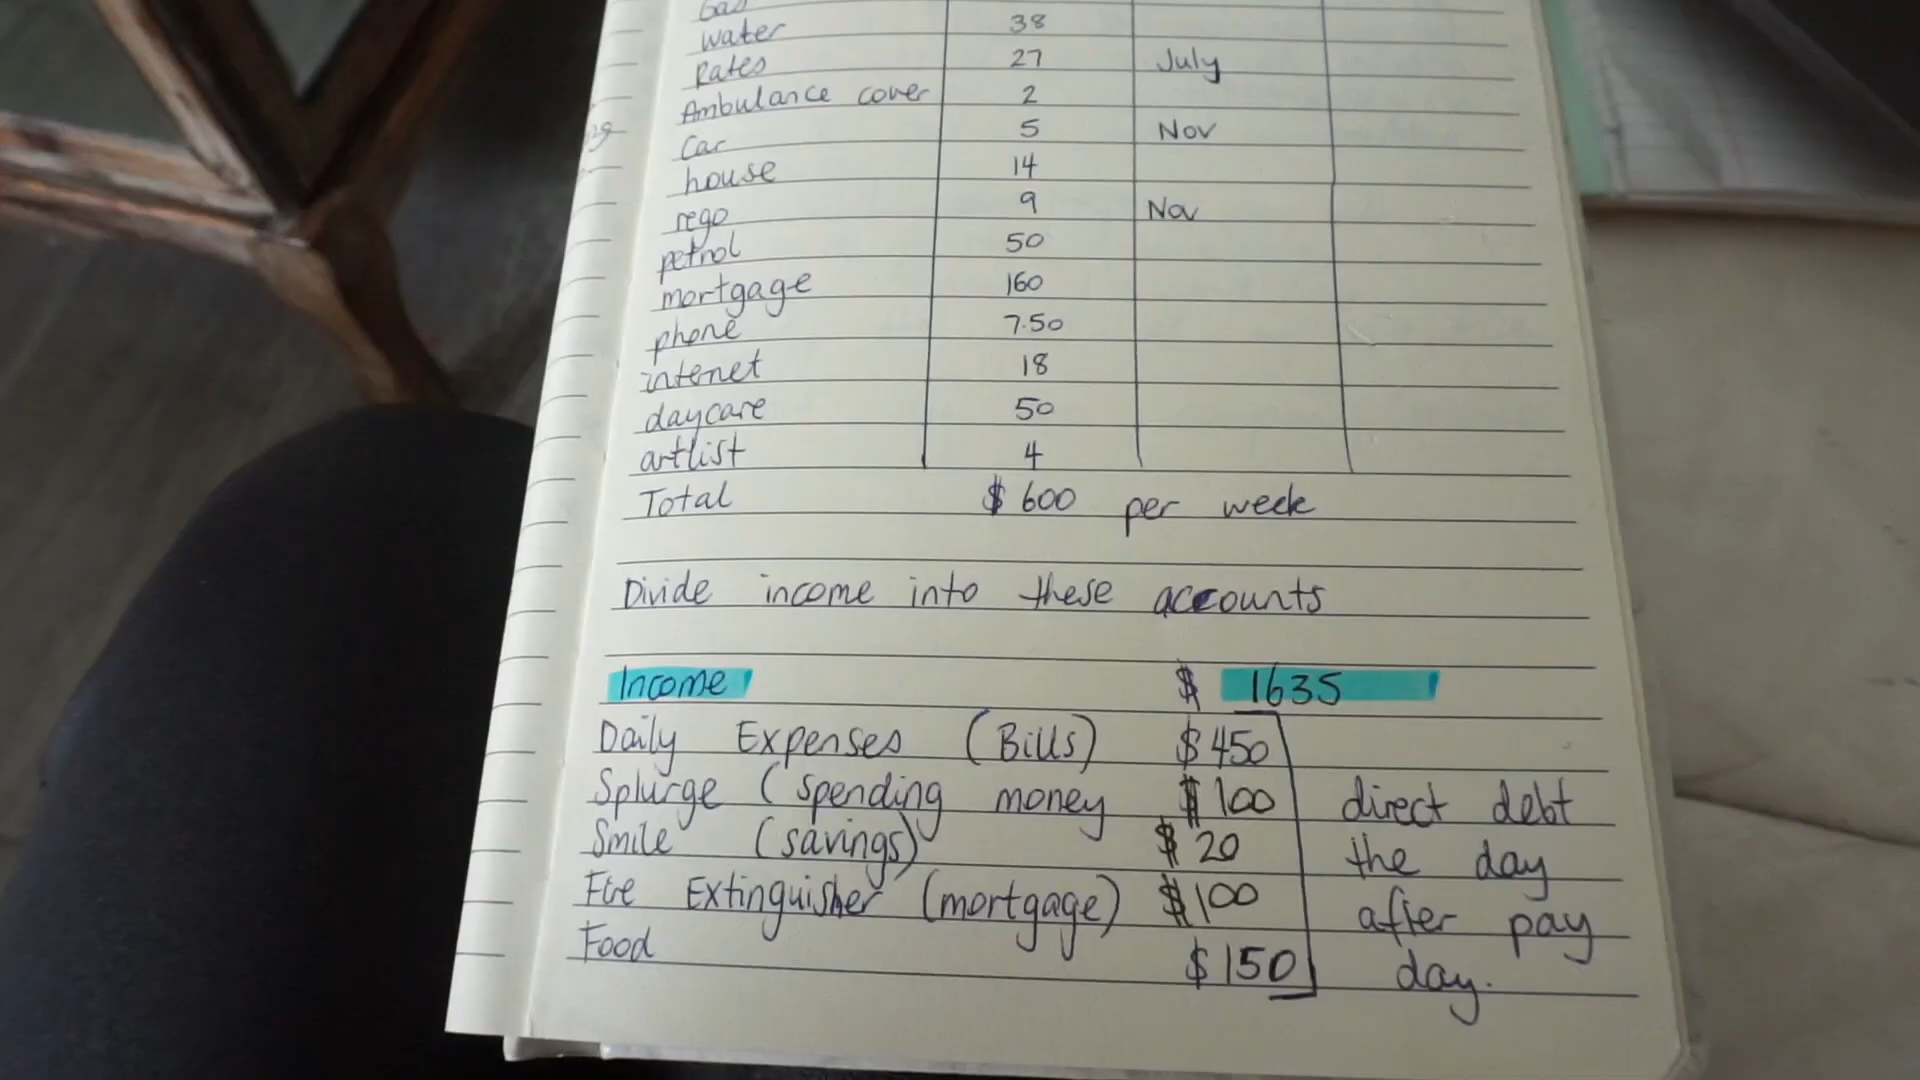 Gas
Water 38
Rates 27 July
Ambulance cover 2
Car 5 Nov
house 14
rego 9 Nov
petrol 50
mortgage 160
phone 7.50
internet 18
daycare 50
artlist 4
Total $ 600 per week
Divide income into these accounts
Income $ 1635
Daily Expenses (Bills) $450
Splurge (spending money $100 direct debt
Smile (savings) $20 the day
Fire Extinguisher (mortgage) $100 after pay
Food $150 day.